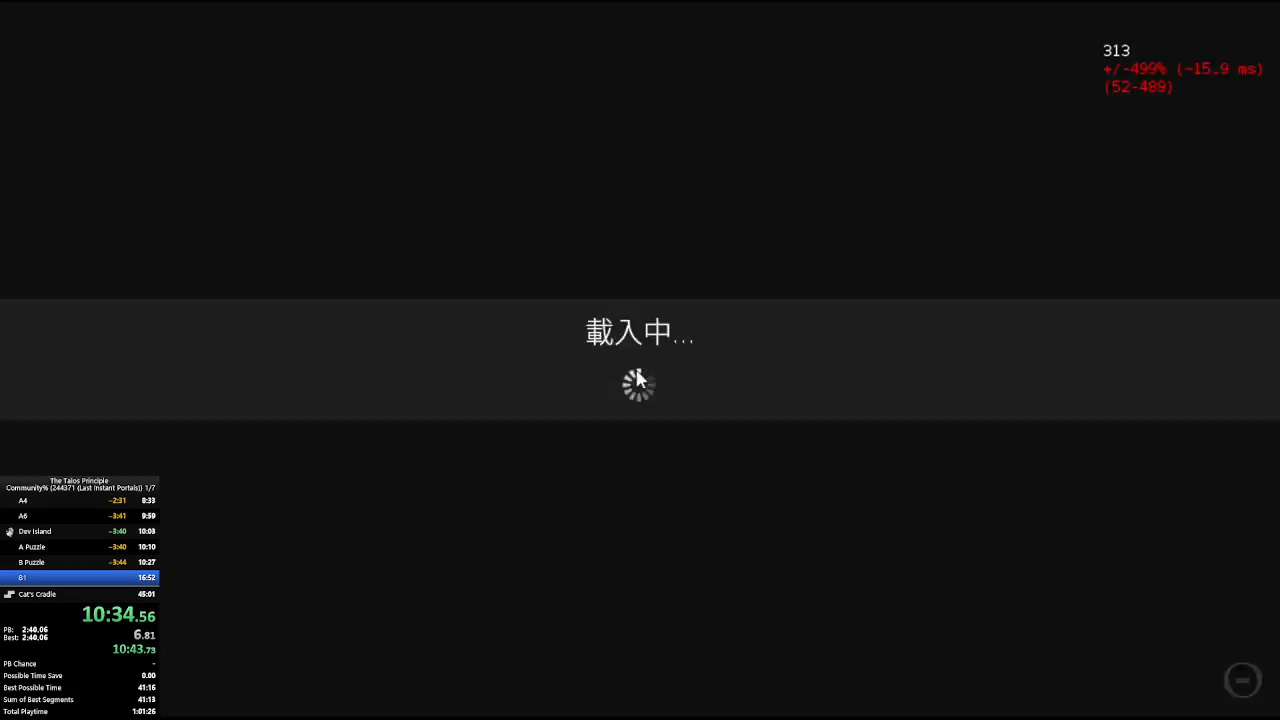 313
+/-499% (~15.9 ms)
(52-489)
載入中...
The Talos Principle
Community% (244371 (Last Instant Portals)) 1/7
A4 −2:31 8:33
A6 −3:41 9:59
Dev Island −3:40 10:03
A Puzzle −3:40 10:10
B Puzzle −3:44 10:27
B1 16:52
Cat's Cradle 45:01
10:34.56
PB: 2:40.06
Best: 2:40.06
6.81
10:43.73
PB Chance -
Possible Time Save 0.00
Best Possible Time 41:16
Sum of Best Segments 41:13
Total Playtime 1:01:26